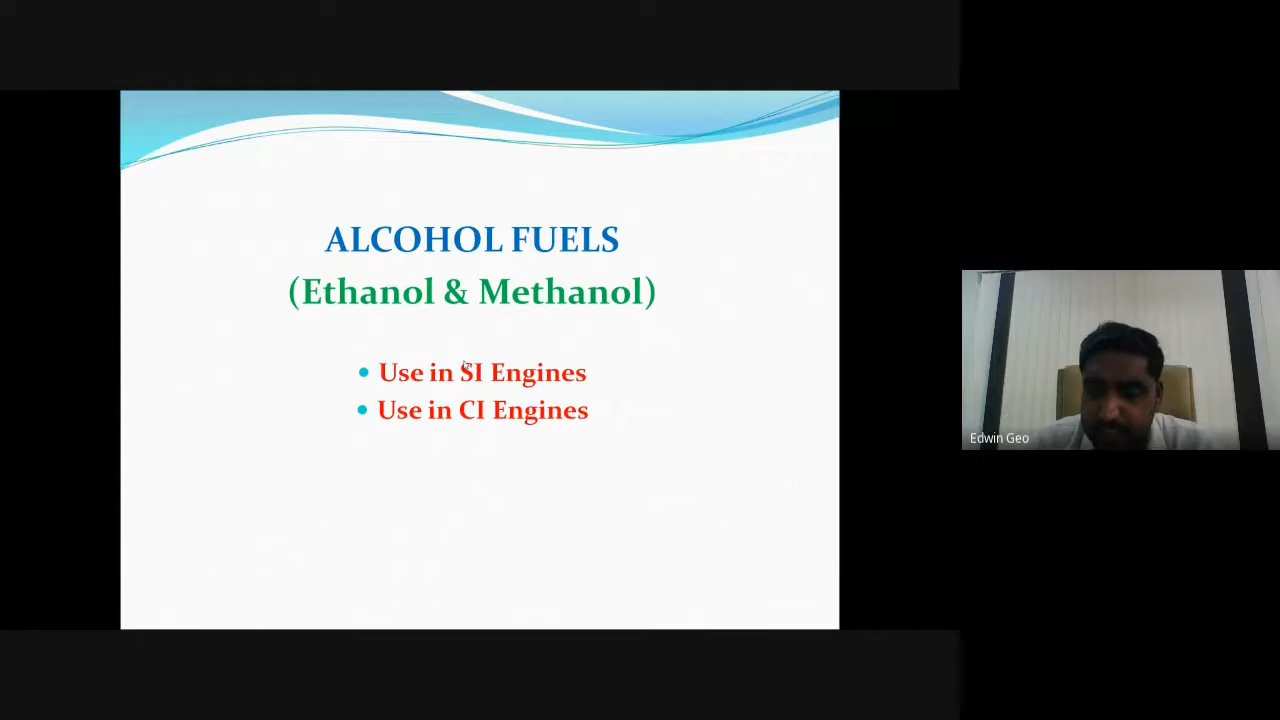 ALCOHOL FUELS
(Ethanol & Methanol)
• Use in SI Engines
• Use in CI Engines
Edwin Geo